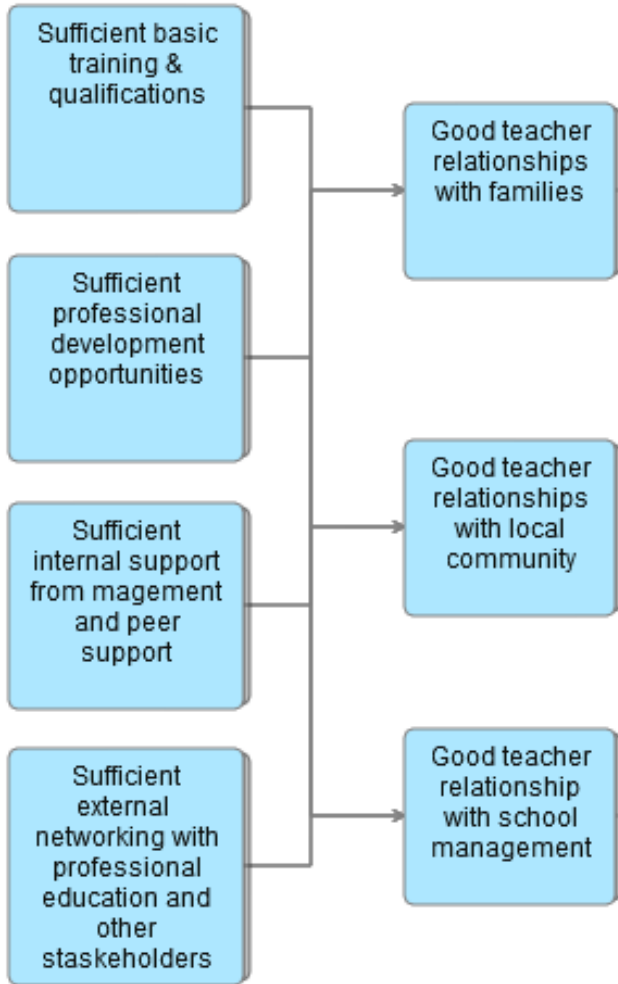 Sufficient basic
training &
qualifications
Sufficient
professional
development
opportunities
Sufficient
internal support
from magement
and peer
support
Sufficient
external
networking with
professional
education and
other
staskeholders
Good teacher
relationships
with families
Good teacher
relationships
with local
community
Good teacher
relationship
with school
management